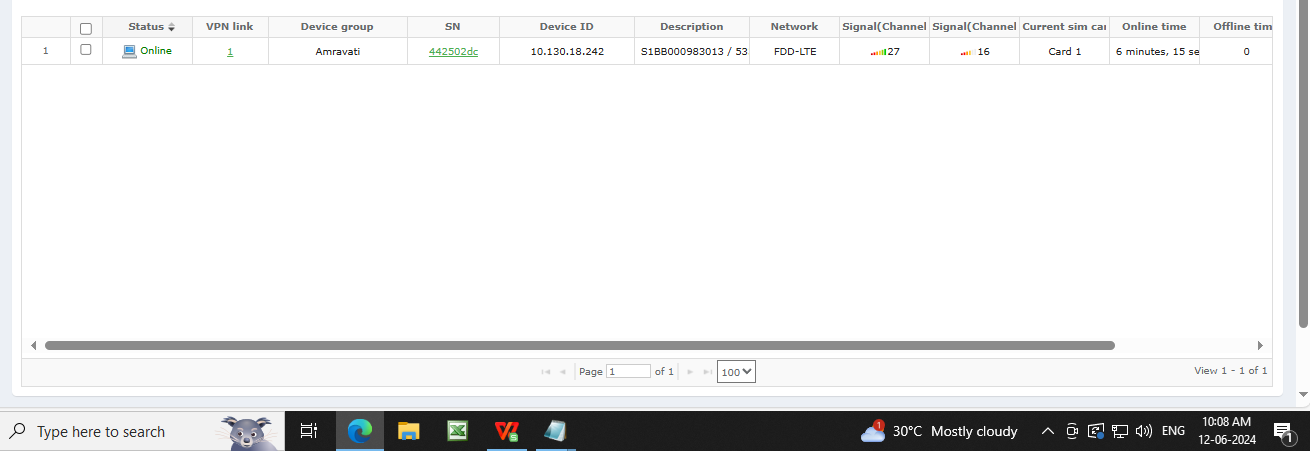 Status VPN link Device group SN Device ID Description Network Signal(Channel Signal(Channel Current sim car Online time Offline tim
1 Online 1 Amravati 442502dc 10.130.18.242 S1BB000983013 / 53 FDD-LTE 27 16 Card 1 6 minutes, 15 se 0
Page 1 of 1 100 View 1 - 1 of 1
Type here to search 1 30°C Mostly cloudy ENG 10:08 AM 1
12-06-2024